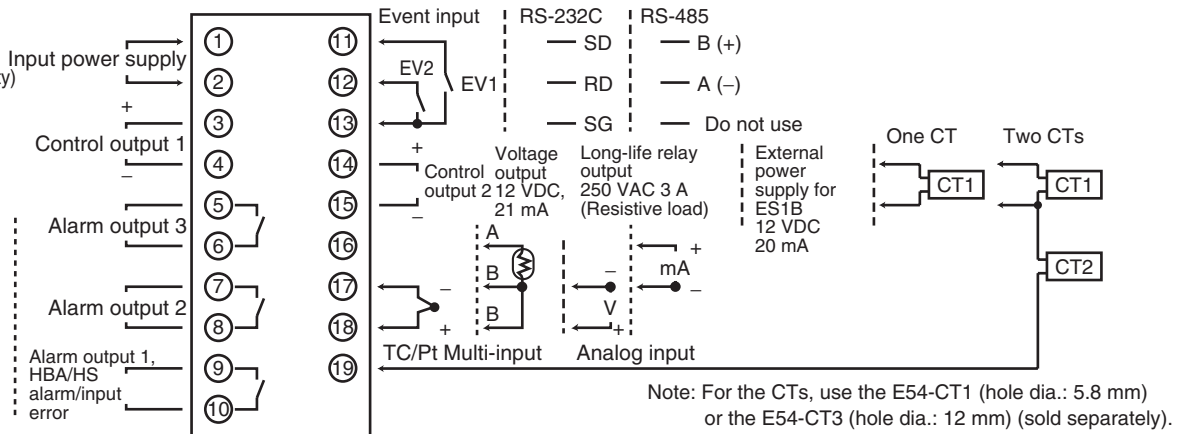 Event input
RS-232C
RS-485
Input power supply
ty)
+
Control output 1
−
Alarm output 3
Alarm output 2
Alarm output 1,
HBA/HS
alarm/input
error
1
2
3
4
5
6
7
8
9
10
11
12
13
14
15
16
17
18
19
EV2
EV1
SD
RD
SG
B (+)
A (−)
Do not use
+
Control
output 2
−
Voltage
output
12 VDC,
21 mA
Long-life relay
output
250 VAC 3 A
(Resistive load)
External
power
supply for
ES1B
12 VDC
20 mA
One CT
CT1
Two CTs
CT1
CT2
−
+
A
B
B
−
V
+
+
mA
−
TC/Pt Multi-input
Analog input
Note: For the CTs, use the E54-CT1 (hole dia.: 5.8 mm)
or the E54-CT3 (hole dia.: 12 mm) (sold separately).